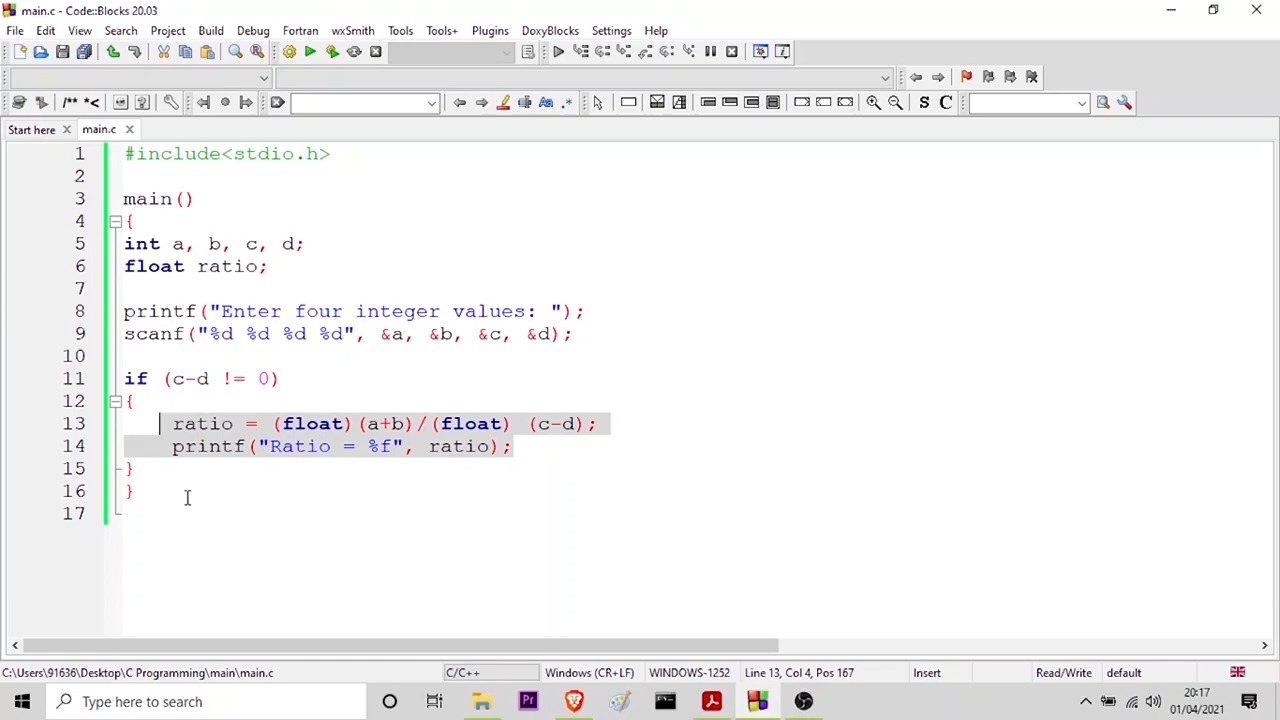 main.c - Code::Blocks 20.03
File Edit View Search Project Build Debug Fortran wxSmith Tools Tools+ Plugins DoxyBlocks Settings Help
/** *<
S C
Start here main.c
1 #include<stdio.h>
2
3 main()
4 {
5 int a, b, c, d;
6 float ratio;
7
8 printf("Enter four integer values: ");
9 scanf("%d %d %d %d", &a, &b, &c, &d);
10
11 if (c-d != 0)
12 {
13 ratio = (float)(a+b)/(float) (c-d);
14 printf("Ratio = %f", ratio);
15 }
16 }
17
C:\Users\91636\Desktop\C Programming\main\main.c C/C++ Windows (CR+LF) WINDOWS-1252 Line 13, Col 4, Pos 167 Insert Read/Write default
Type here to search Pr 20:17
01/04/2021